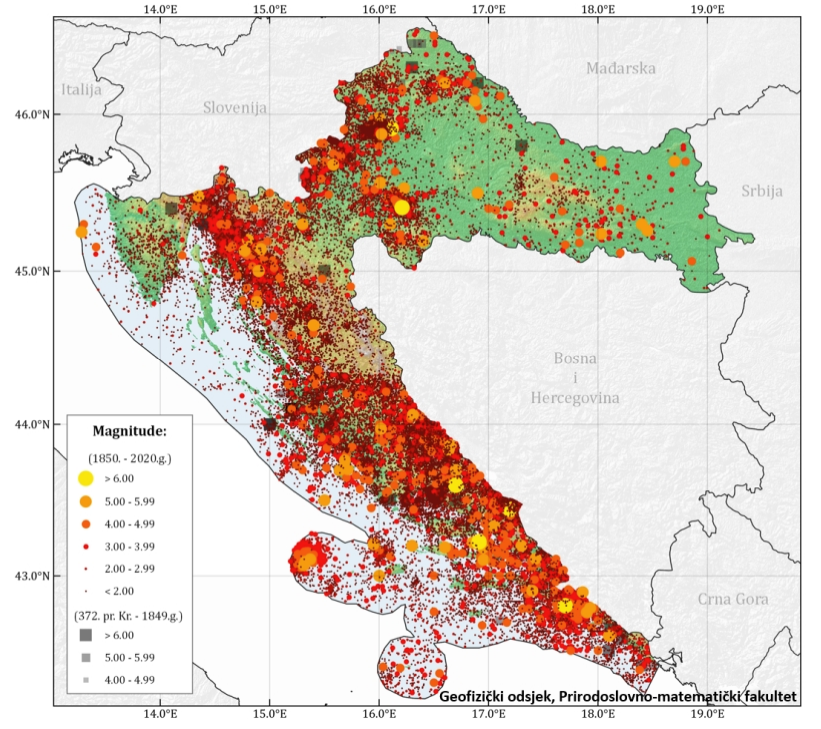 14.0°E 15.0°E 16.0°E 17.0°E 18.0°E 19.0°E
Italija
Slovenija
Mađarska
Srbija
Bosna
i
Hercegovina
Crna Gora
46.0°N
45.0°N
44.0°N
43.0°N
Magnitude:
(1850. - 2020.g.)
> 6.00
5.00 - 5.99
4.00 - 4.99
3.00 - 3.99
2.00 - 2.99
< 2.00
(372. pr. Kr. - 1849.g.)
> 6.00
5.00 - 5.99
4.00 - 4.99
Geofizički odsjek, Prirodoslovno-matematički fakultet
14.0°E 15.0°E 16.0°E 17.0°E 18.0°E 19.0°E